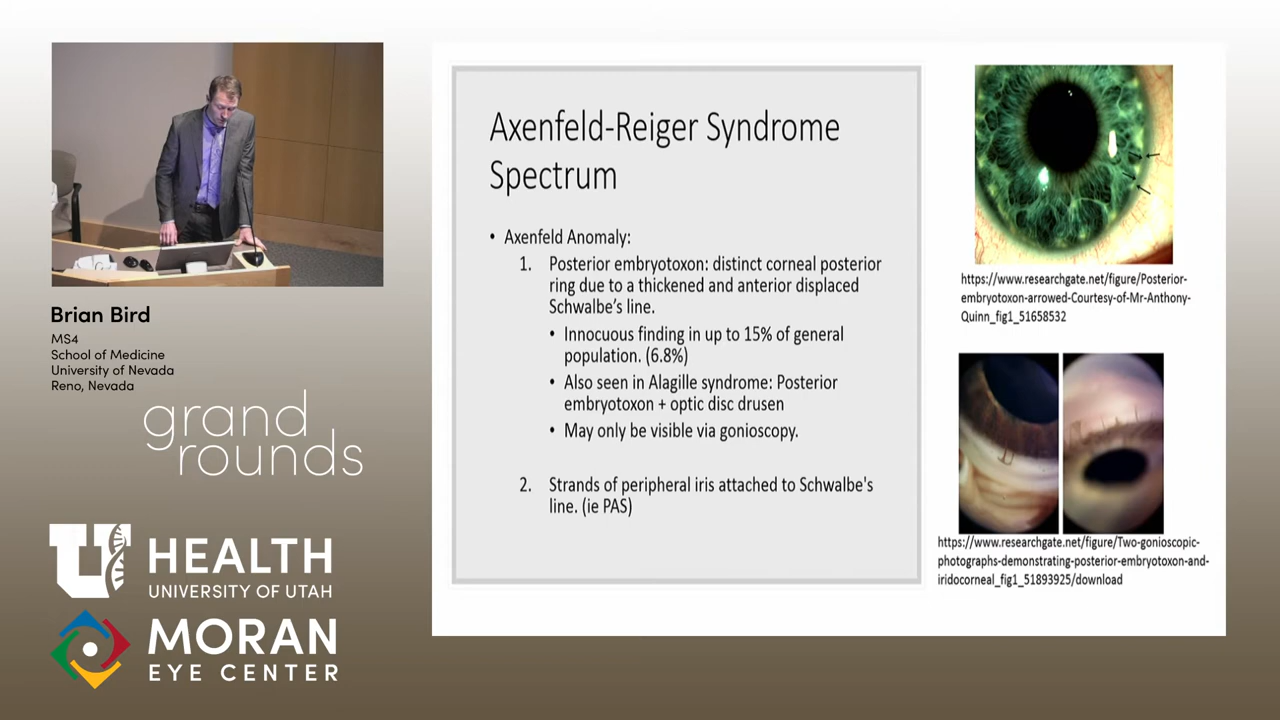 Brian Bird
MS4
School of Medicine
University of Nevada
Reno, Nevada
grand
rounds
U HEALTH
UNIVERSITY OF UTAH
MORAN
EYE CENTER
Axenfeld-Reiger Syndrome
Spectrum
• Axenfeld Anomaly:
1. Posterior embryotoxon: distinct corneal posterior
ring due to a thickened and anterior displaced
Schwalbe’s line.
• Innocuous finding in up to 15% of general
population. (6.8%)
• Also seen in Alagille syndrome: Posterior
embryotoxon + optic disc drusen
• May only be visible via gonioscopy.
2. Strands of peripheral iris attached to Schwalbe's
line. (ie PAS)
https://www.researchgate.net/figure/Posterior-
embryotoxon-arrowed-Courtesy-of-Mr-Anthony-
Quinn_fig1_51658532
https://www.researchgate.net/figure/Two-gonioscopic-
photographs-demonstrating-posterior-embryotoxon-and-
iridocorneal_fig1_51893925/download